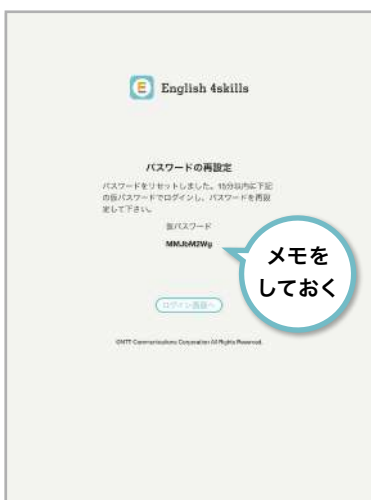 English 4skills
パスワードの再設定
パスワードをリセットしました。15分以内に下記
の仮パスワードでログインし、パスワードを再設
定して下さい。
仮パスワード
MMJbM2Wg
メモを
しておく
ログイン画面へ
©NTT Communications Corporation All Rights Reserved.